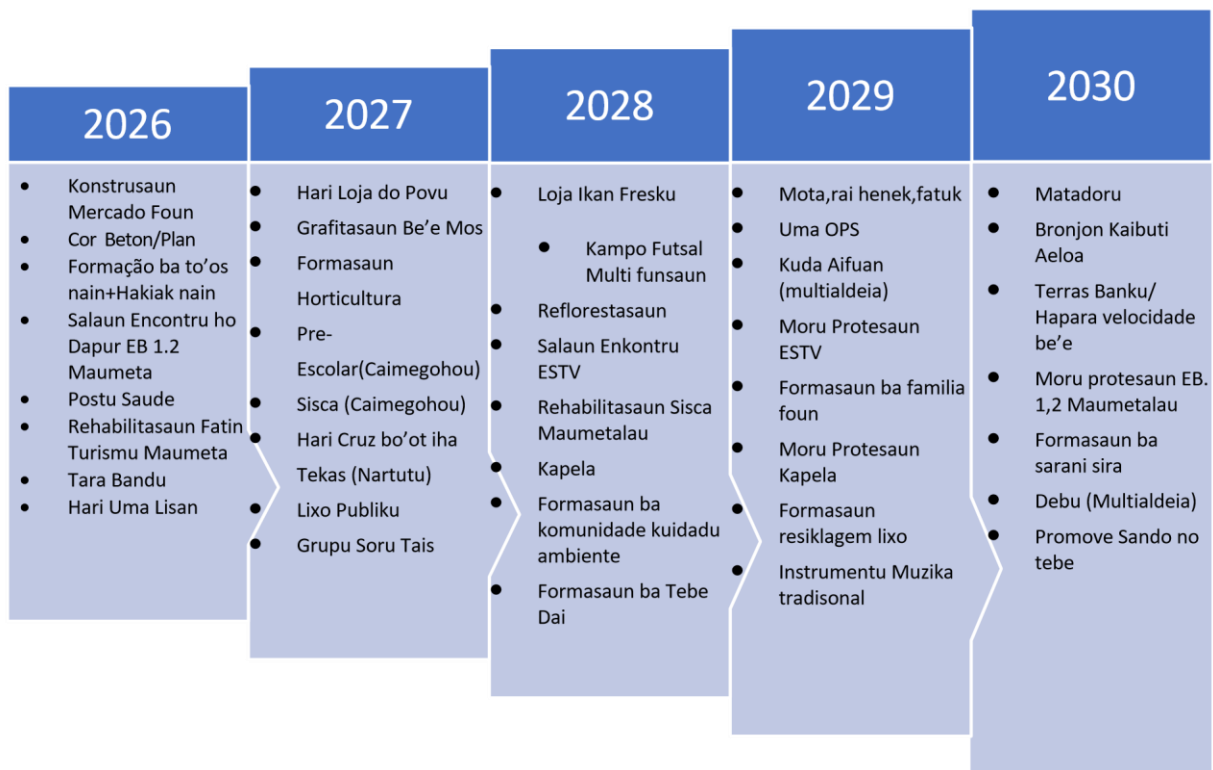 2026
• Konstrusaun
Mercado Foun
• Cor Beton/Plan
• Formação ba to'os
nain+Hakiak nain
• Salaun Encontru ho
Dapur EB 1.2
Maumeta
• Postu Saude
• Rehabilitasaun Fatin
Turismu Maumeta
• Tara Bandu
• Hari Uma Lisan
2027
• Hari Loja do Povu
• Grafitasaun Be'e Mos
• Formasaun
Horticultura
• Pre-
Escolar(Caimegohou)
• Sisca (Caimegohou)
• Hari Cruz bo'ot iha
Tekas (Nartutu)
• Lixo Publiku
• Grupu Soru Tais
2028
• Loja Ikan Fresku
• Kampo Futsal
Multi funsaun
• Reflorestasaun
• Salaun Enkontru
ESTV
• Rehabilitasaun Sisca
Maumetalau
• Kapela
• Formasaun ba
komunidade kuidadu
ambiente
• Formasaun ba Tebe
Dai
2029
• Mota,rai henek,fatuk
• Uma OPS
• Kuda Aifuan
(multialdeia)
• Moru Protesaun
ESTV
• Formasaun ba familia
foun
• Moru Protesaun
Kapela
• Formasaun
resiklagem lixo
• Instrumentu Muzika
tradisonal
2030
• Matadoru
• Bronjon Kaibuti
Aeloa
• Terras Banku/
Hapara velocidade
be'e
• Moru protesaun EB.
1,2 Maumetalau
• Formasaun ba
sarani sira
• Debu (Multialdeia)
• Promove Sando no
tebe